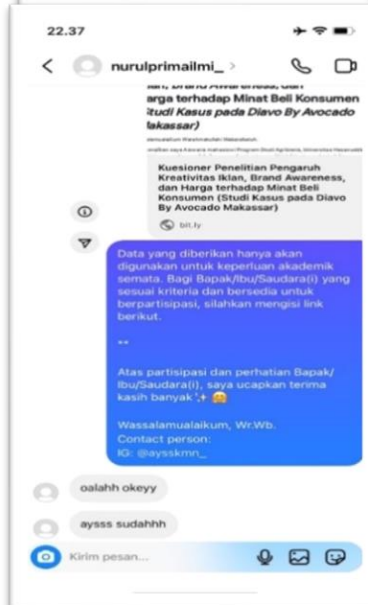 22.37
nurulprimailmi_
arga terhadap Minat Beli Konsumen
tudi Kasus pada Diavo By Avocado
akassar)
Kuesioner Penelitian Pengaruh
Kreativitas Iklan, Brand Awareness,
dan Harga terhadap Minat Beli
Konsumen (Studi Kasus pada Diavo
By Avocado Makassar)
bit.ly
Data yang diberikan hanya akan
digunakan untuk keperluan akademik
semata. Bagi Bapak/Ibu/Saudara(i) yang
sesuai kriteria dan bersedia untuk
berpartisipasi, silahkan mengisi link
berikut.
Atas partisipasi dan perhatian Bapak/
Ibu/Saudara(i), saya ucapkan terima
kasih banyak
Wassalamualaikum, Wr.Wb.
Contact person:
IG: @aysskmn_
oalahh okeyy
aysss sudahhh
Kirim pesan...